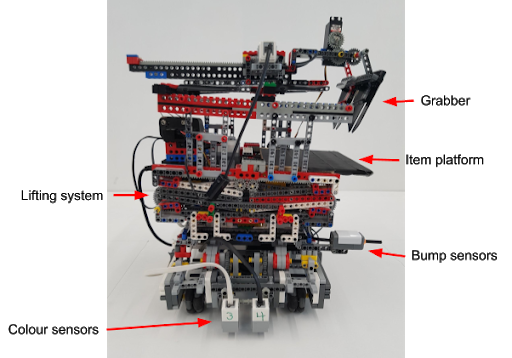 Grabber
Item platform
Lifting system
Bump sensors
Colour sensors
3 4